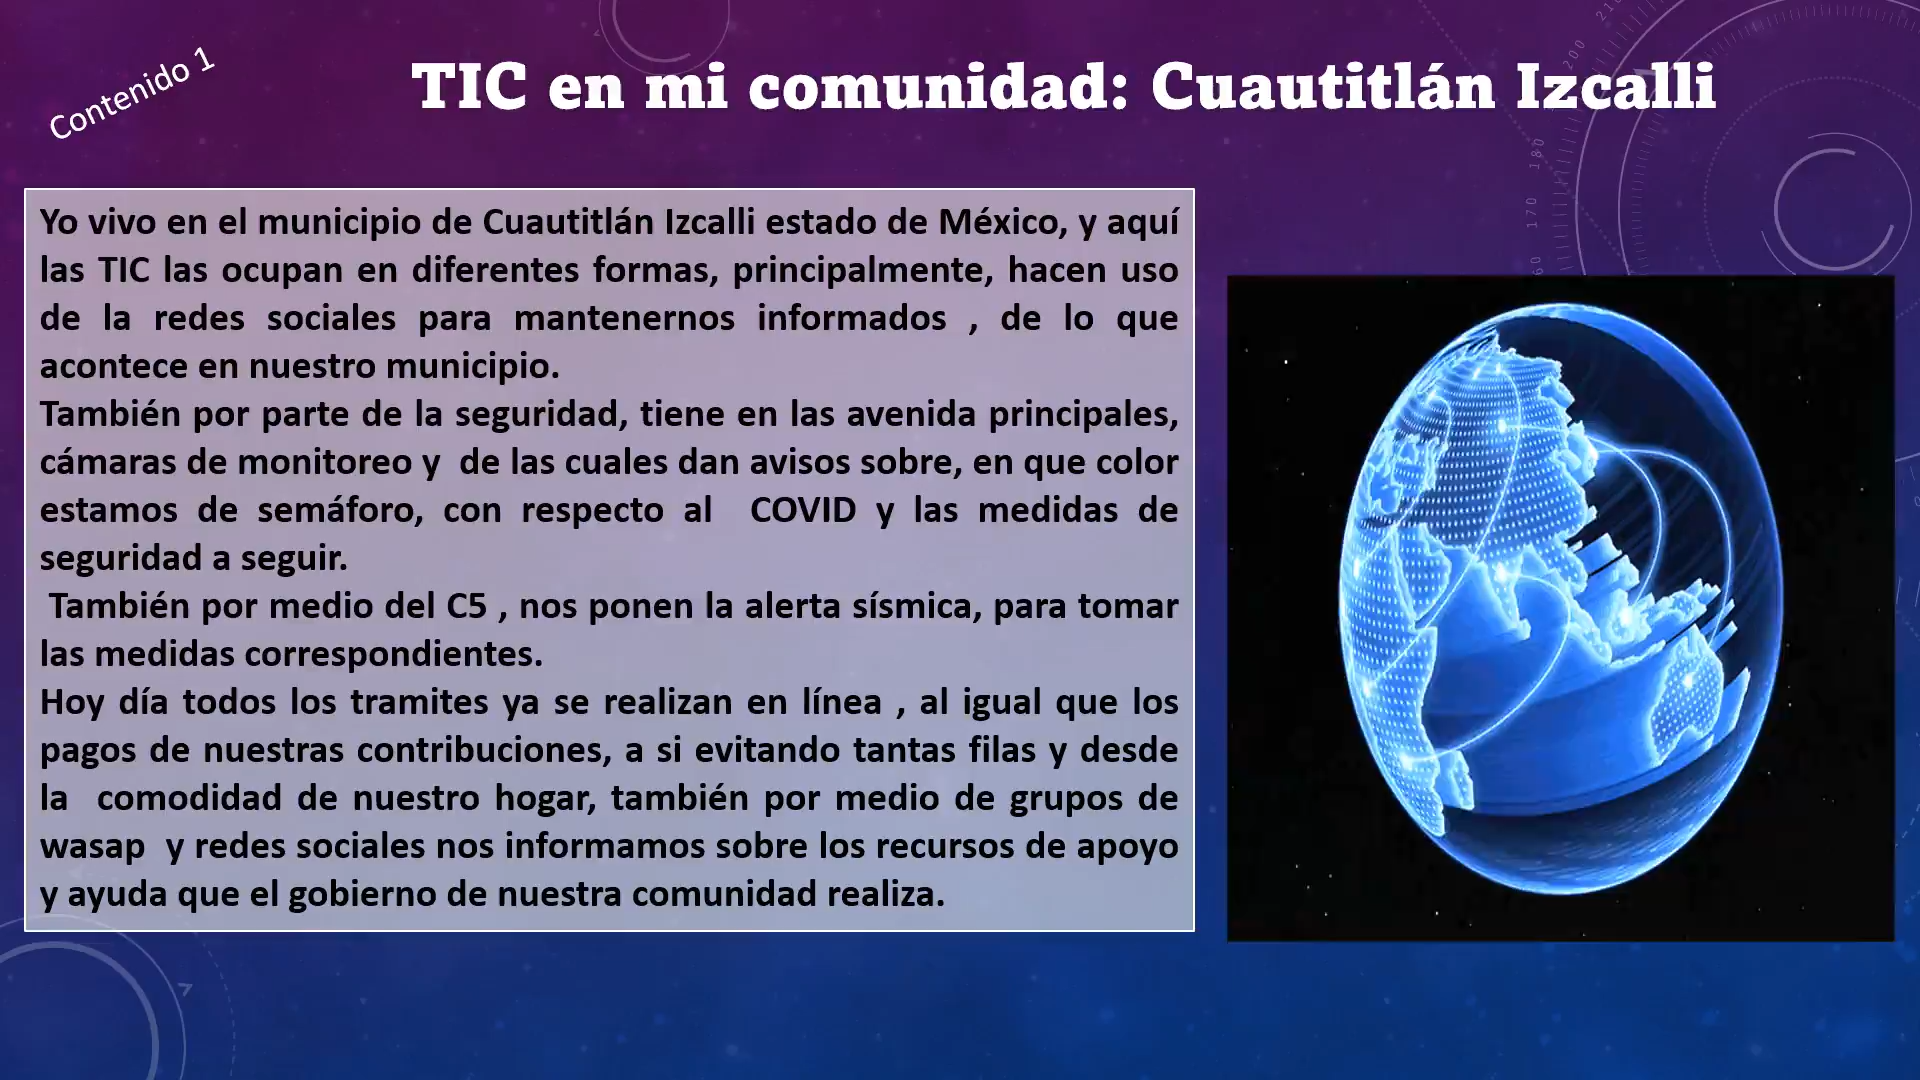 Contenido 1
TIC en mi comunidad: Cuautitlán Izcalli
Yo vivo en el municipio de Cuautitlán Izcalli estado de México, y aquí
las TIC las ocupan en diferentes formas, principalmente, hacen uso
de la redes sociales para mantenernos informados , de lo que
acontece en nuestro municipio.
También por parte de la seguridad, tiene en las avenida principales,
cámaras de monitoreo y  de las cuales dan avisos sobre, en que color
estamos de semáforo, con respecto al  COVID y las medidas de
seguridad a seguir.
También por medio del C5 , nos ponen la alerta sísmica, para tomar
las medidas correspondientes.
Hoy día todos los tramites ya se realizan en línea , al igual que los
pagos de nuestras contribuciones, a si evitando tantas filas y desde
la  comodidad de nuestro hogar, también por medio de grupos de
wasap  y redes sociales nos informamos sobre los recursos de apoyo
y ayuda que el gobierno de nuestra comunidad realiza.
210
200
180
170